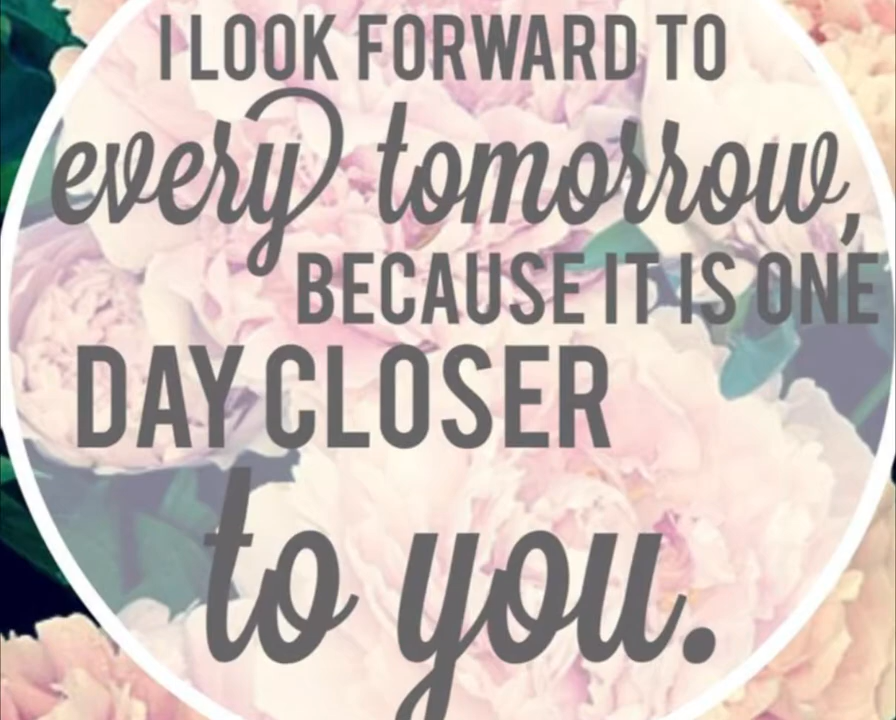 I LOOK FORWARD TO
every tomorrow,
BECAUSE IT IS ONE
DAY CLOSER
to you.